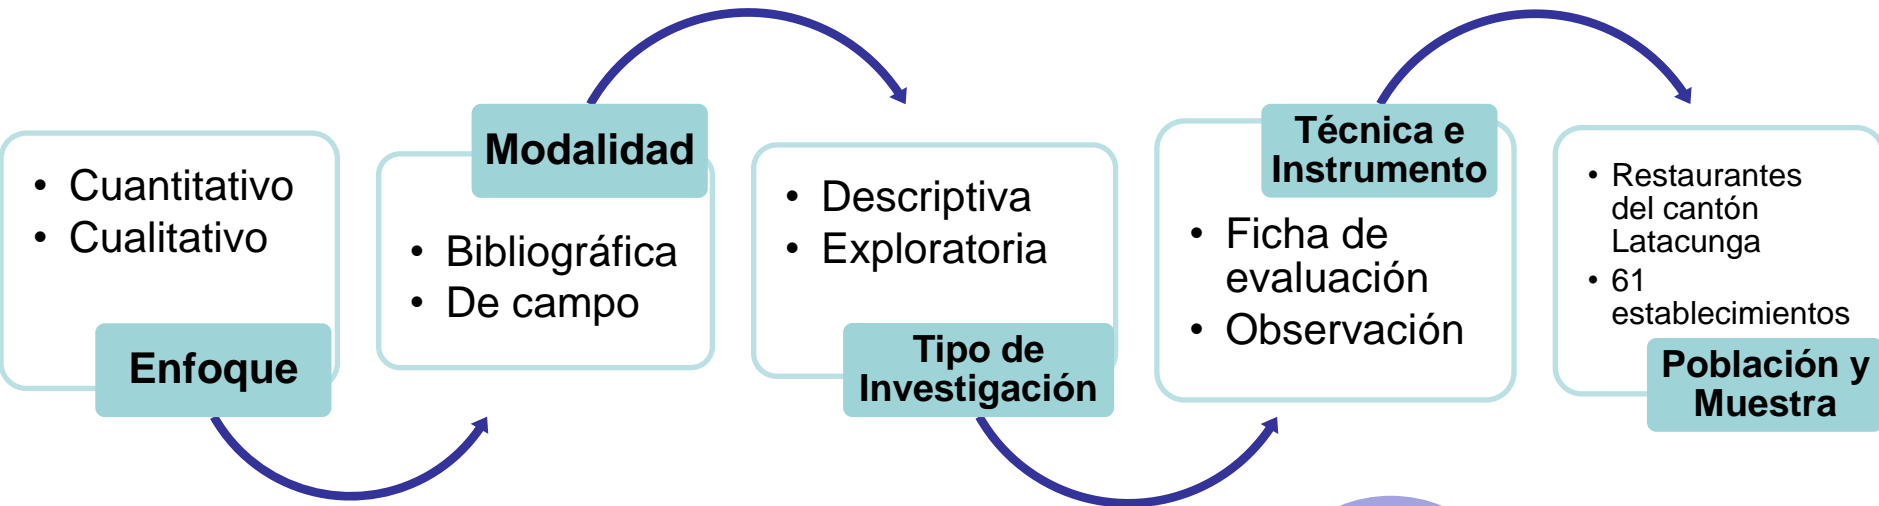 • Cuantitativo
• Cualitativo
Enfoque
Modalidad
• Bibliográfica
• De campo
• Descriptiva
• Exploratoria
Tipo de
Investigación
Técnica e
Instrumento
• Ficha de
evaluación
• Observación
• Restaurantes
del cantón
Latacunga
• 61
establecimientos
Población y
Muestra